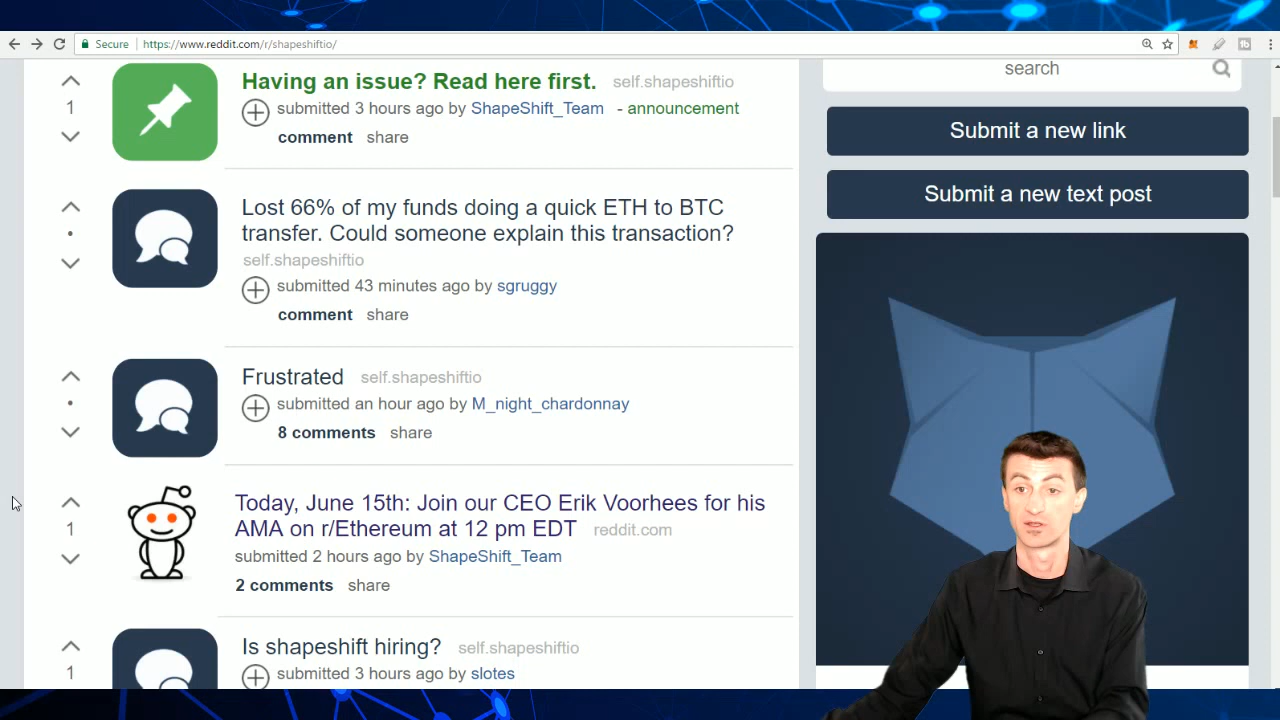 Secure https://www.reddit.com/r/shapeshiftio/
1
Having an issue? Read here first. self.shapeshiftio
submitted 3 hours ago by ShapeShift_Team - announcement
comment share
Lost 66% of my funds doing a quick ETH to BTC
transfer. Could someone explain this transaction?
self.shapeshiftio
•
submitted 43 minutes ago by sgruggy
comment share
Frustrated self.shapeshiftio
•
submitted an hour ago by M_night_chardonnay
8 comments share
Today, June 15th: Join our CEO Erik Voorhees for his
1
AMA on r/Ethereum at 12 pm EDT reddit.com
submitted 2 hours ago by ShapeShift_Team
2 comments share
Is shapeshift hiring? self.shapeshiftio
1
submitted 3 hours ago by slotes
search
Submit a new link
Submit a new text post